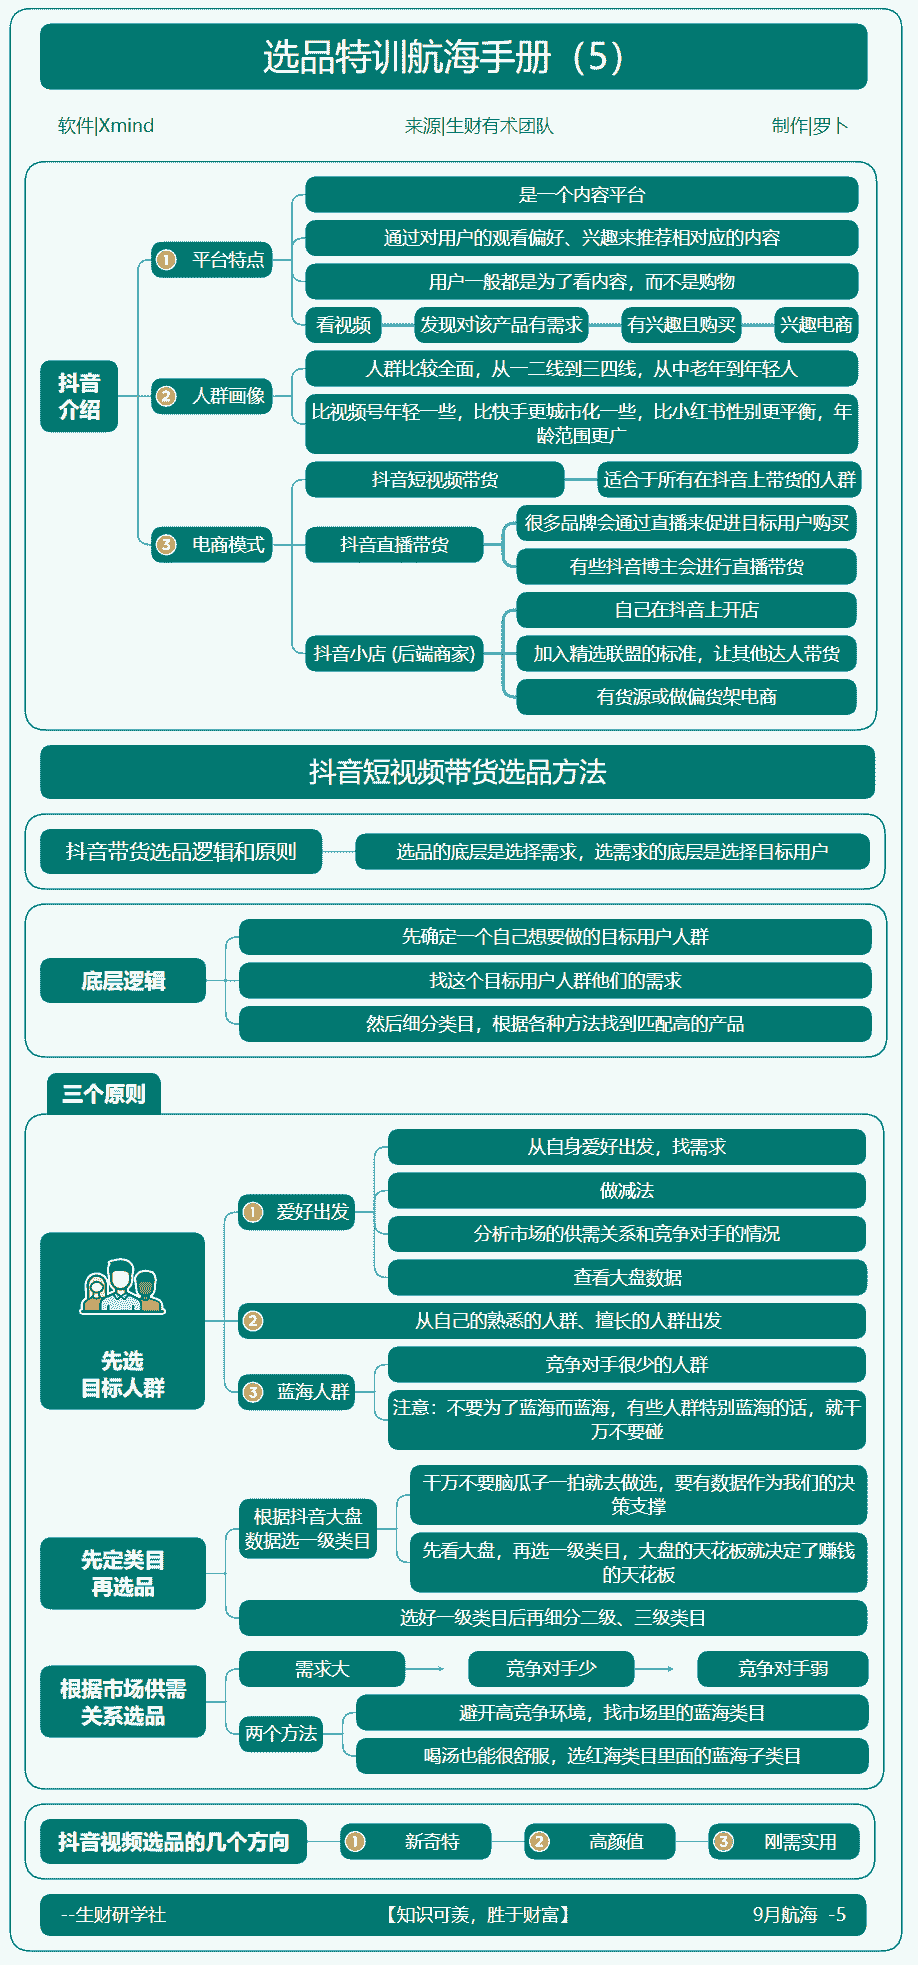 选品特训航海手册（5）
软件|Xmind
来源|生财有术团队
制作|罗卜
抖音
介绍
① 平台特点
是一个内容平台
通过对用户的观看偏好、兴趣来推荐相对应的内容
用户一般都是为了看内容，而不是购物
看视频
发现对该产品有需求
有兴趣且购买
兴趣电商
② 人群画像
人群比较全面，从一二线到三四线，从中老年到年轻人
比视频号年轻一些，比快手更城市化一些，比小红书性别更平衡，年
龄范围更广
③ 电商模式
抖音短视频带货
适合于所有在抖音上带货的人群
抖音直播带货
很多品牌会通过直播来促进目标用户购买
有些抖音博主会进行直播带货
抖音小店 (后端商家)
自己在抖音上开店
加入精选联盟的标准，让其他达人带货
有货源或做偏货架电商
抖音短视频带货选品方法
抖音带货选品逻辑和原则
选品的底层是选择需求，选需求的底层是选择目标用户
底层逻辑
先确定一个自己想要做的目标用户人群
找这个目标用户人群他们的需求
然后细分类目，根据各种方法找到匹配高的产品
三个原则
先选
目标人群
① 爱好出发
从自身爱好出发，找需求
做减法
分析市场的供需关系和竞争对手的情况
查看大盘数据
② 从自己的熟悉的人群、擅长的人群出发
③ 蓝海人群
竞争对手很少的人群
注意：不要为了蓝海而蓝海，有些人群特别蓝海的话，就千
万不要碰
先定类目
再选品
根据抖音大盘
数据选一级类目
千万不要脑瓜子一拍就去做选，要有数据作为我们的决
策支撑
先看大盘，再选一级类目，大盘的天花板就决定了赚钱
的天花板
选好一级类目后再细分二级、三级类目
根据市场供需
关系选品
需求大
竞争对手少
竞争对手弱
两个方法
避开高竞争环境，找市场里的蓝海类目
喝汤也能很舒服，选红海类目里面的蓝海子类目
抖音视频选品的几个方向
① 新奇特
② 高颜值
③ 刚需实用
--生财研学社
【知识可羡，胜于财富】
9月航海 -5